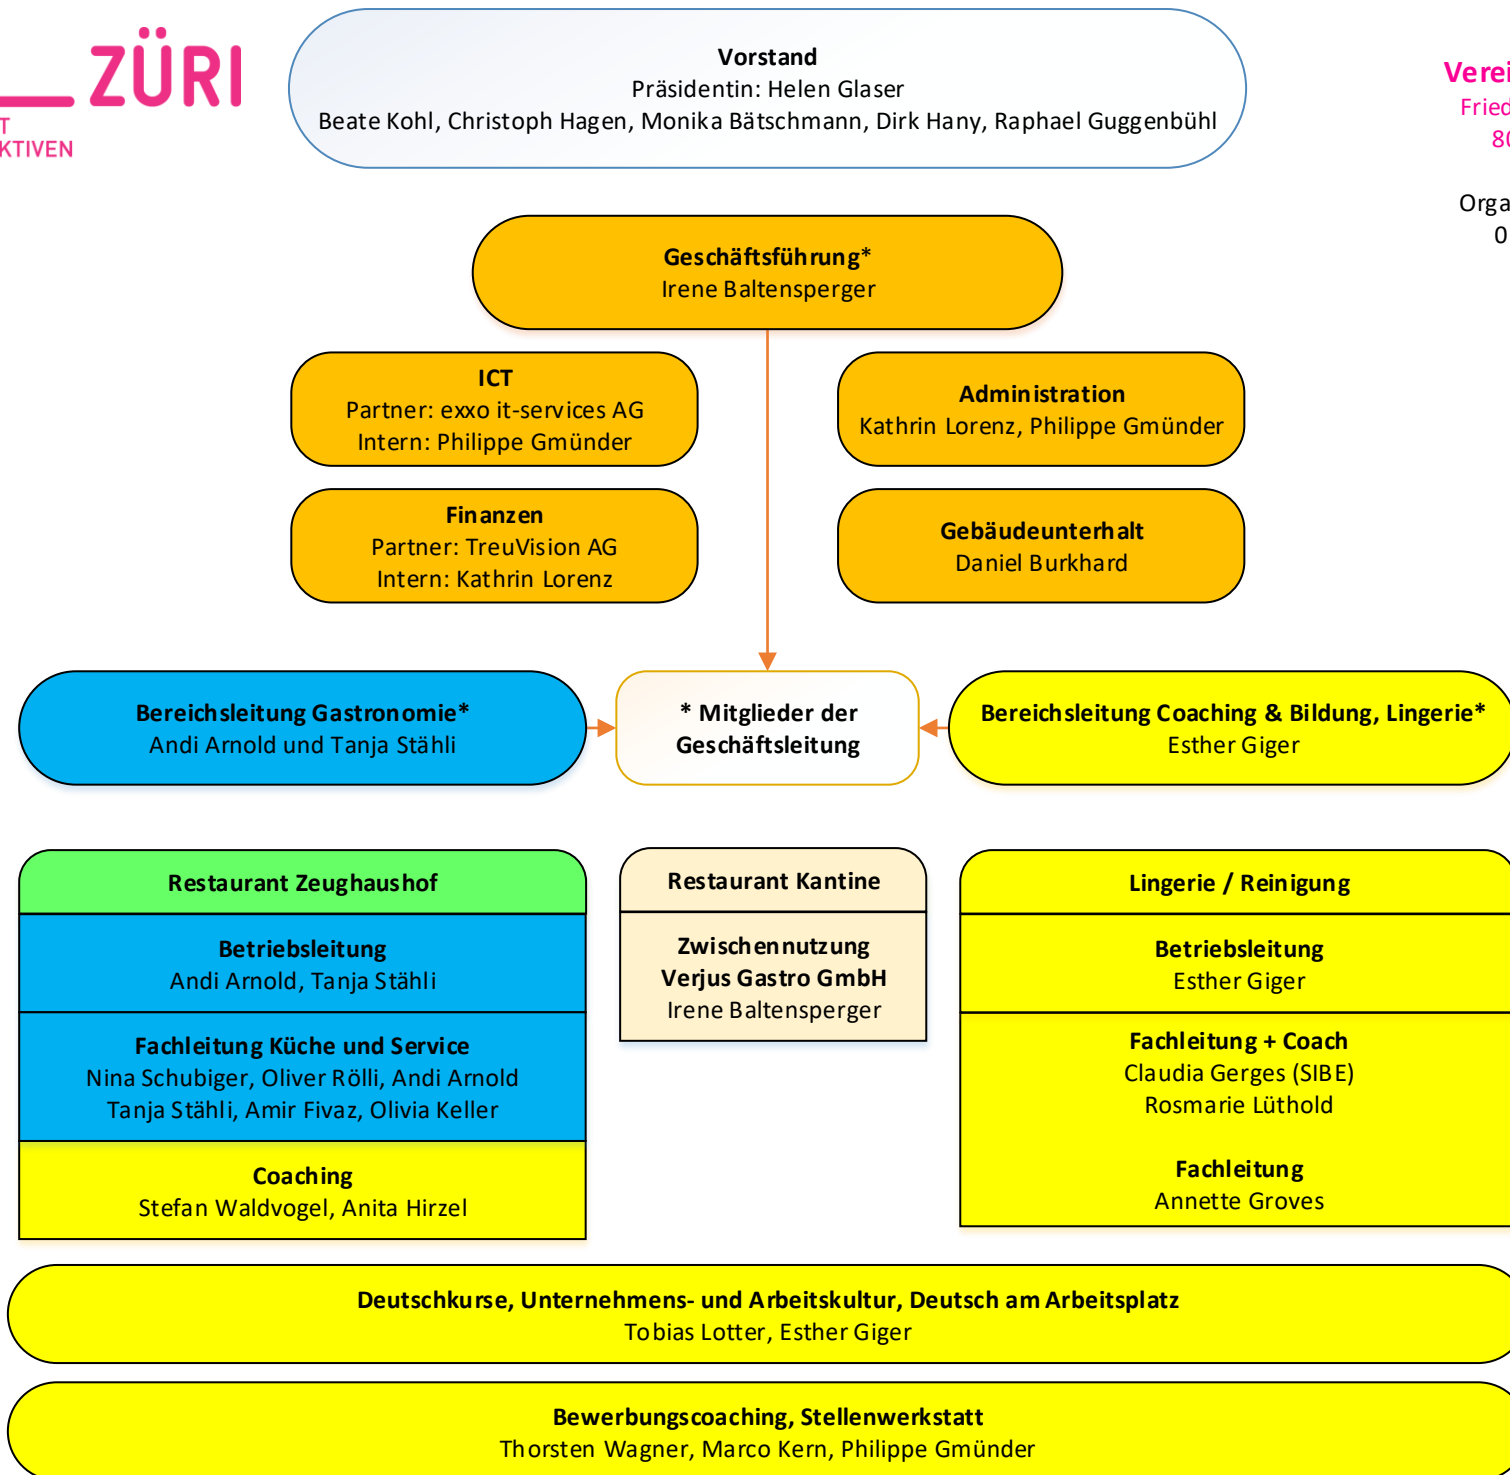 ZÜRI
Vorstand
Präsidentin: Helen Glaser
Beate Kohl, Christoph Hagen, Monika Bätschmann, Dirk Hany, Raphael Guggenbühl
Geschäftsführung*
Irene Baltensperger
ICT
Partner: exxo it-services AG
Intern: Philippe Gmünder
Administration
Kathrin Lorenz, Philippe Gmünder
Finanzen
Partner: TreuVision AG
Intern: Kathrin Lorenz
Gebäudeunterhalt
Daniel Burkhard
Bereichsleitung Gastronomie*
Andi Arnold und Tanja Stähli
* Mitglieder der
Geschäftsleitung
Bereichsleitung Coaching & Bildung, Lingerie*
Esther Giger
Restaurant Zeughaushof
Betriebsleitung
Andi Arnold, Tanja Stähli
Fachleitung Küche und Service
Nina Schubiger, Oliver Rölli, Andi Arnold
Tanja Stähli, Amir Fivaz, Olivia Keller
Coaching
Stefan Waldvogel, Anita Hirzel
Restaurant Kantine
Zwischennutzung
Verjus Gastro GmbH
Irene Baltensperger
Lingerie / Reinigung
Betriebsleitung
Esther Giger
Fachleitung + Coach
Claudia Gerges (SIBE)
Rosmarie Lüthold
Fachleitung
Annette Groves
Deutschkurse, Unternehmens- und Arbeitskultur, Deutsch am Arbeitsplatz
Tobias Lotter, Esther Giger
Bewerbungscoaching, Stellenwerkstatt
Thorsten Wagner, Marco Kern, Philippe Gmünder